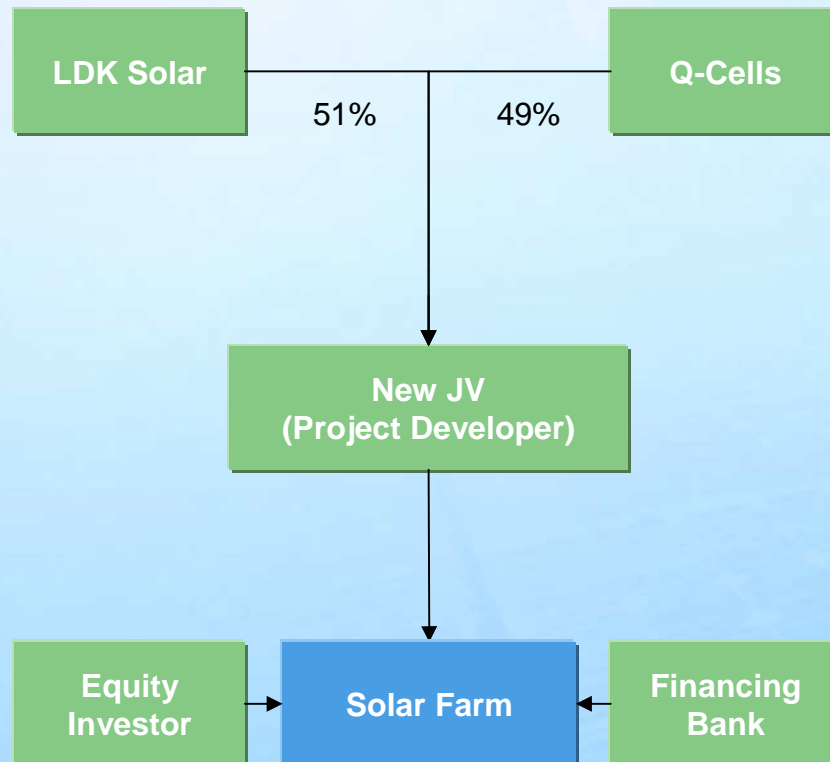 LDK Solar
Q-Cells
51%
49%
New JV
(Project Developer)
Equity
Investor
Solar Farm
Financing
Bank